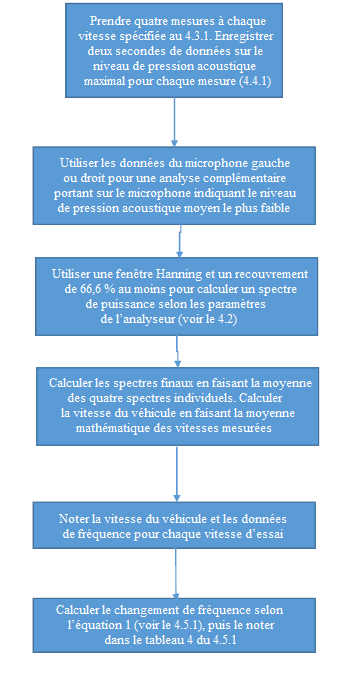 Prendre quatre mesures à chaque
vitesse spécifiée au 4.3.1. Enregistrer
deux secondes de données sur le
niveau de pression acoustique
maximal pour chaque mesure (4.4.1)
Utiliser les données du microphone gauche
ou droit pour une analyse complémentaire
portant sur le microphone indiquant le niveau
de pression acoustique moyen le plus faible
Utiliser une fenêtre Hanning et un recouvrement
de 66,6 % au moins pour calculer un spectre
de puissance selon les paramètres
de l’analyseur (voir le 4.2)
Calculer les spectres finaux en faisant la moyenne
des quatre spectres individuels. Calculer
la vitesse du véhicule en faisant la moyenne
mathématique des vitesses mesurées
Noter la vitesse du véhicule et les données
de fréquence pour chaque vitesse d’essai
Calculer le changement de fréquence selon
l’équation 1 (voir le 4.5.1), puis le noter
dans le tableau 4 du 4.5.1